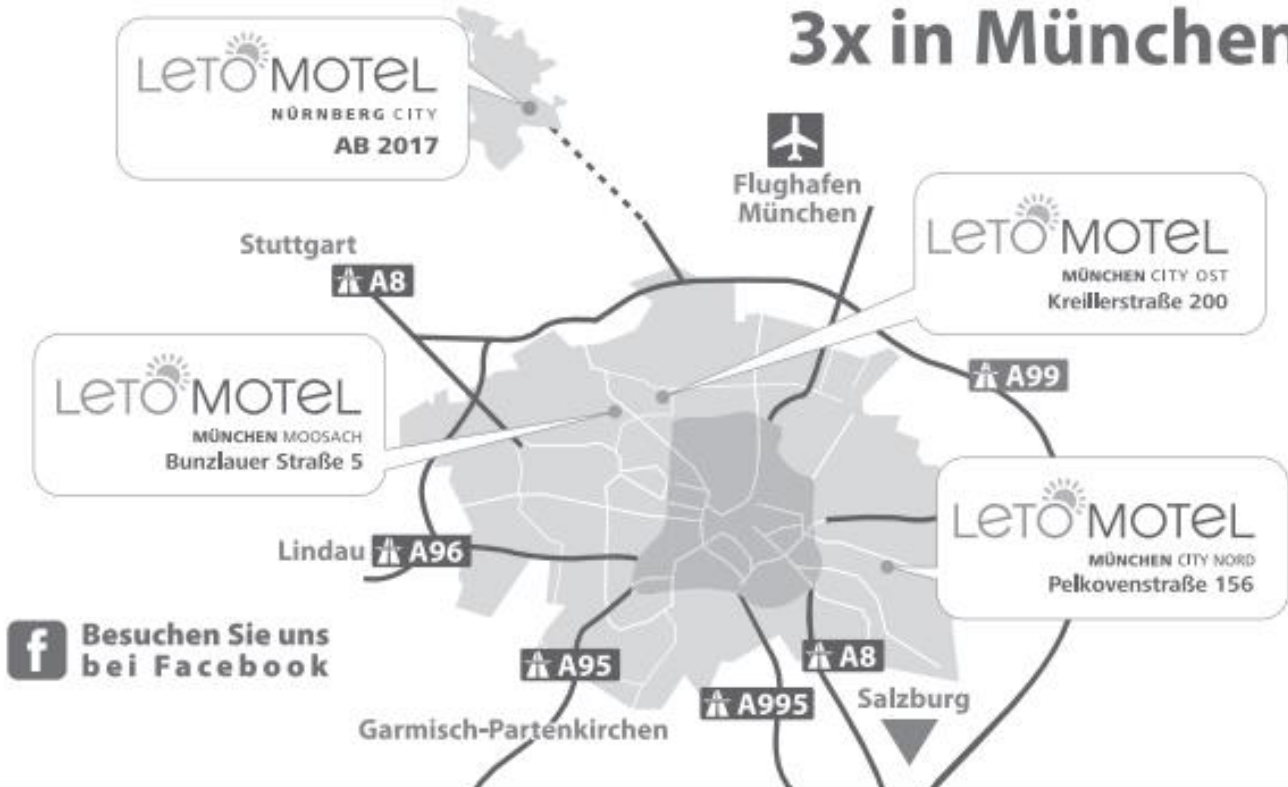 3x in München
LETO MOTEL
NÜRNBERG CITY
AB 2017
Flughafen
München
LETO MOTEL
MÜNCHEN CITY OST
Kreillerstraße 200
Stuttgart
A8
LETO MOTEL
MÜNCHEN MOOSACH
Bunzlauer Straße 5
A99
LETO MOTEL
MÜNCHEN CITY NORD
Pelkovenstraße 156
Lindau A96
f Besuchen Sie uns
bei Facebook
A95
A8
A995
Salzburg
Garmisch-Partenkirchen